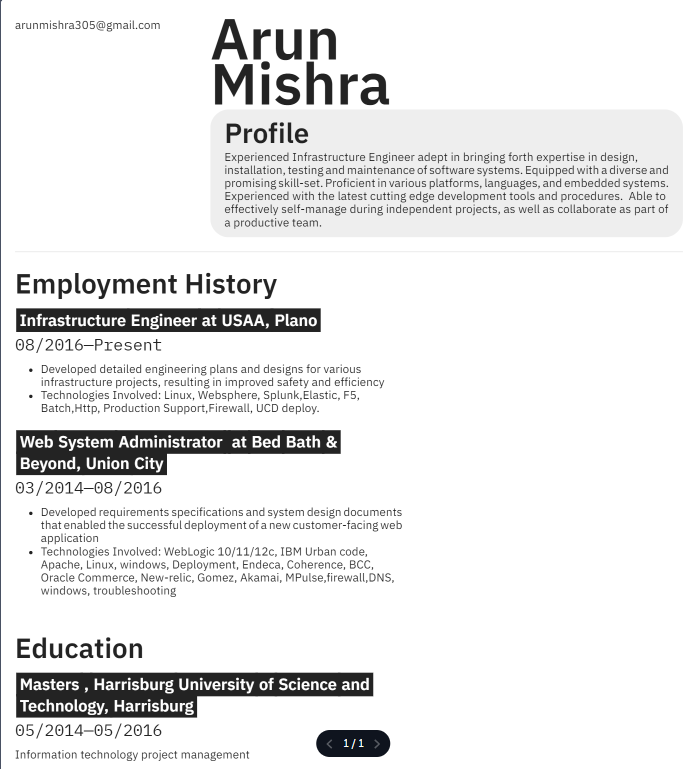 arunmishra305@gmail.com
Arun
Mishra
Profile
Experienced Infrastructure Engineer adept in bringing forth expertise in design,
installation, testing and maintenance of software systems. Equipped with a diverse and
promising skill-set. Proficient in various platforms, languages, and embedded systems.
Experienced with the latest cutting edge development tools and procedures.  Able to
effectively self-manage during independent projects, as well as collaborate as part of
a productive team.
Employment History
Infrastructure Engineer at USAA, Plano
08/2016—Present
• Developed detailed engineering plans and designs for various
infrastructure projects, resulting in improved safety and efficiency
• Technologies Involved: Linux, Websphere, Splunk,Elastic, F5,
Batch,Http, Production Support,Firewall, UCD deploy.
Web System Administrator  at Bed Bath &
Beyond, Union City
03/2014—08/2016
• Developed requirements specifications and system design documents
that enabled the successful deployment of a new customer-facing web
application
• Technologies Involved: WebLogic 10/11/12c, IBM Urban code,
Apache, Linux, windows, Deployment, Endeca, Coherence, BCC,
Oracle Commerce, New-relic, Gomez, Akamai, MPulse,firewall,DNS,
windows, troubleshooting
Education
Masters , Harrisburg University of Science and
Technology, Harrisburg
05/2014—05/2016
Information technology project management
1/1